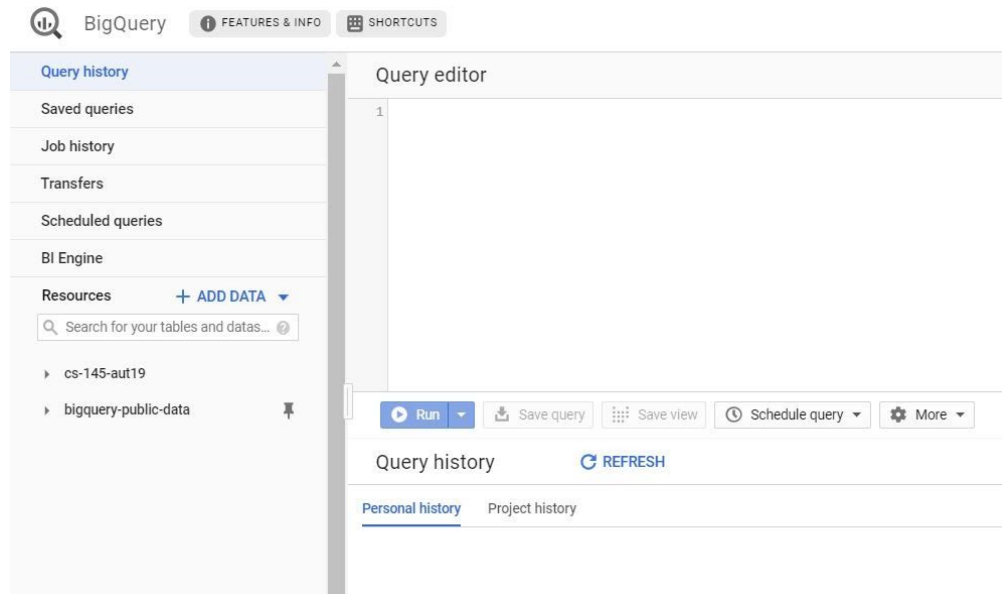 BigQuery FEATURES & INFO SHORTCUTS
Query history
Saved queries
Job history
Transfers
Scheduled queries
BI Engine
Resources + ADD DATA
Search for your tables and datas...
cs-145-aut19
bigquery-public-data
Query editor
1
Run Save query Save view Schedule query More
Query history REFRESH
Personal history Project history